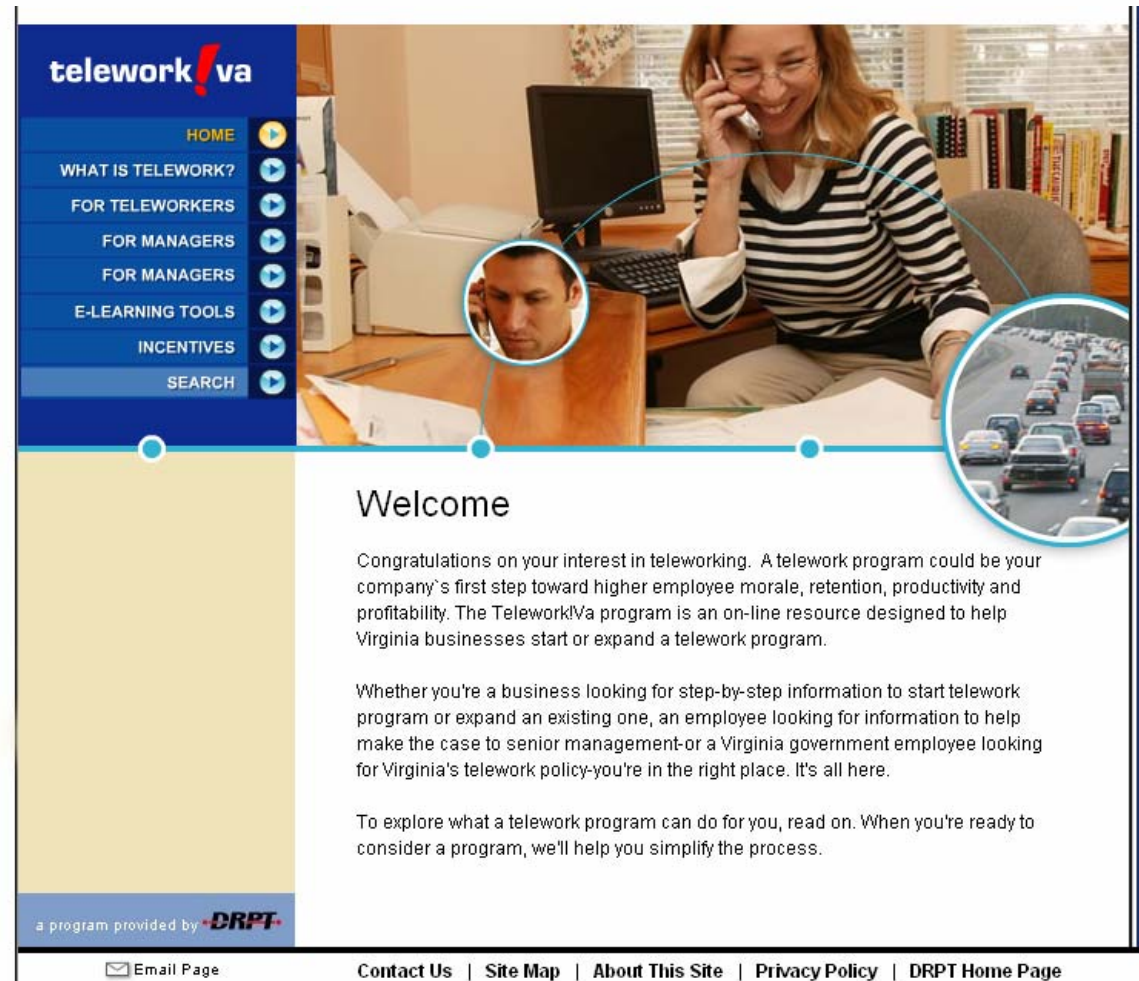 telework!va
HOME
WHAT IS TELEWORK?
FOR TELEWORKERS
FOR MANAGERS
FOR MANAGERS
E-LEARNING TOOLS
INCENTIVES
SEARCH
Welcome
Congratulations on your interest in teleworking.  A telework program could be your
company`s first step toward higher employee morale, retention, productivity and
profitability. The Telework!Va program is an on-line resource designed to help
Virginia businesses start or expand a telework program.
Whether you're a business looking for step-by-step information to start telework
program or expand an existing one, an employee looking for information to help
make the case to senior management-or a Virginia government employee looking
for Virginia's telework policy-you're in the right place. It's all here.
To explore what a telework program can do for you, read on. When you're ready to
consider a program, we'll help you simplify the process.
a program provided by DRPT
Email Page
Contact Us | Site Map | About This Site | Privacy Policy | DRPT Home Page